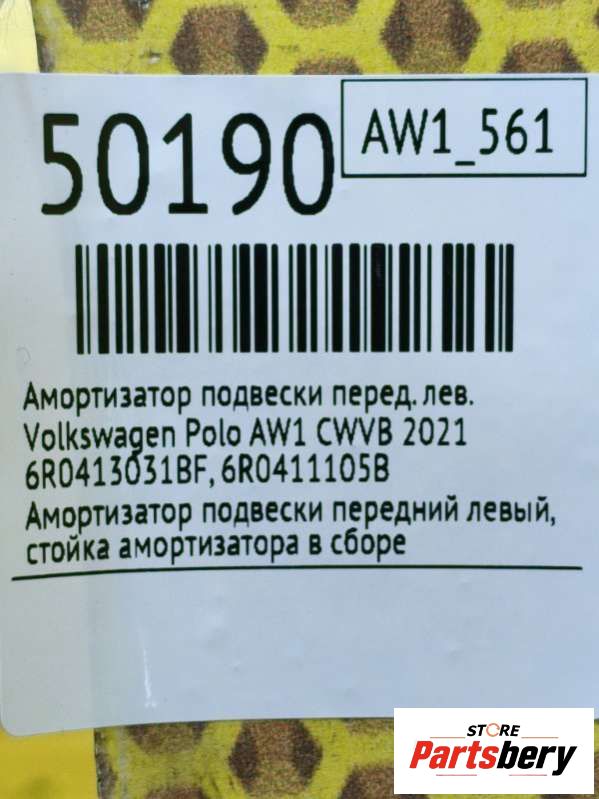 50190
AW1_561
Амортизатор подвески перед. лев.
Volkswagen Polo AW1 CWVB 2021
6R0413031BF, 6R0411105B
Амортизатор подвески передний левый,
стойка амортизатора в сборе
STORE
Partsbery